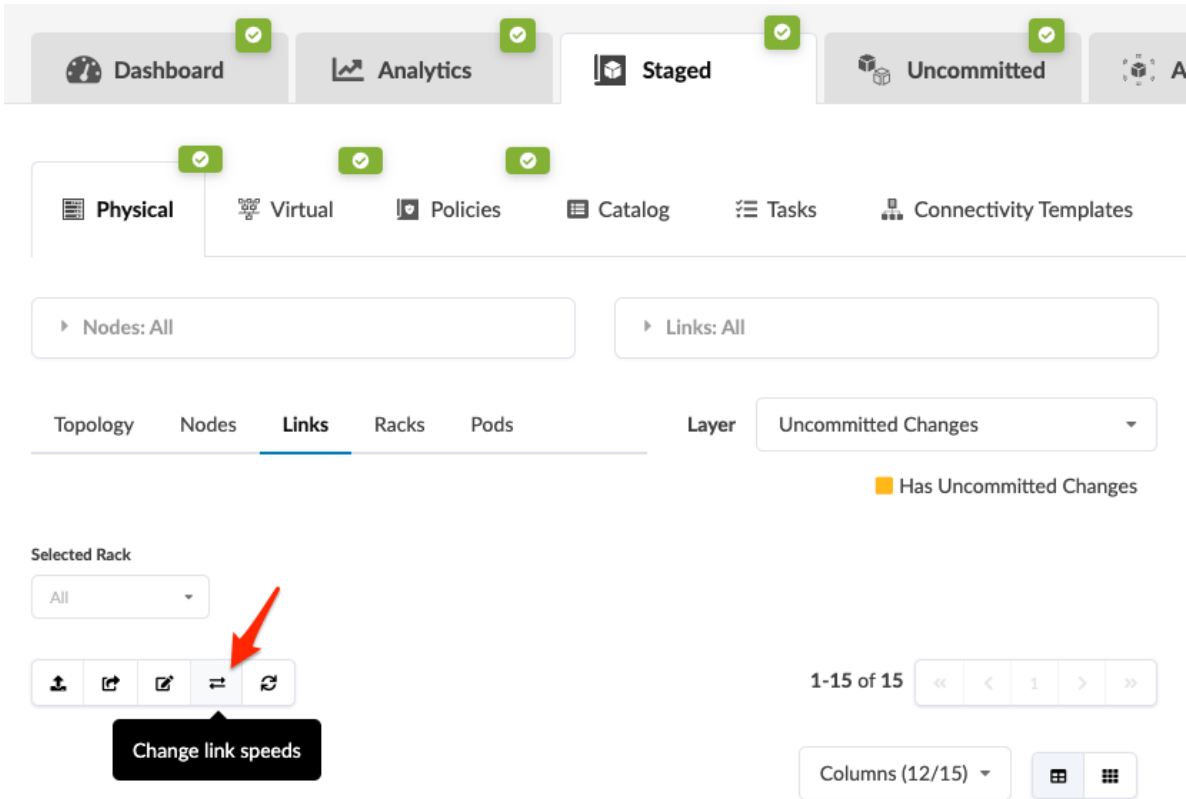 Dashboard Analytics Staged Uncommitted A
Physical Virtual Policies Catalog Tasks Connectivity Templates
Nodes: All Links: All
Topology Nodes Links Racks Pods Layer Uncommitted Changes
Has Uncommitted Changes
Selected Rack
All
1-15 of 15 « < 1 > »
Change link speeds
Columns (12/15)